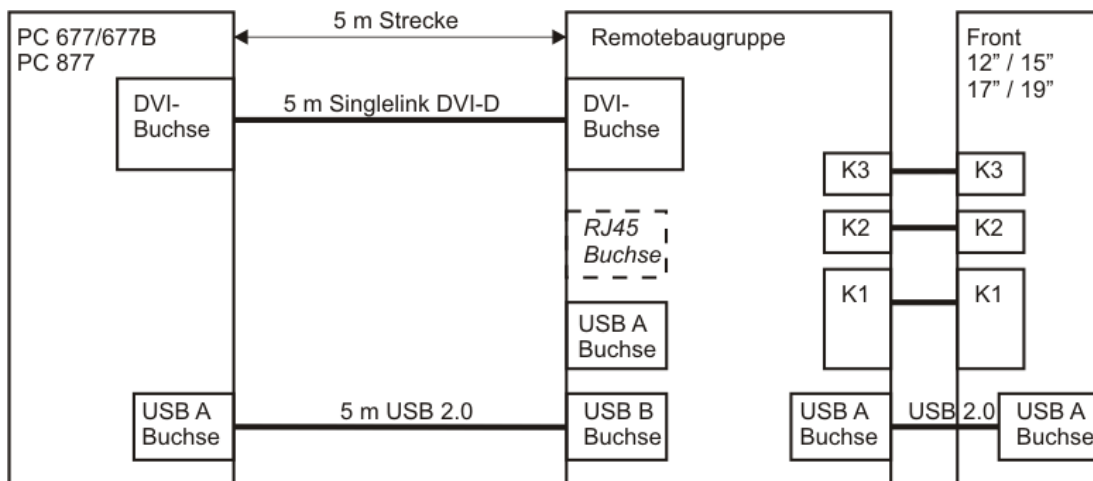 PC 677/677B
PC 877
5 m Strecke
Remotebaugruppe
Front
12” / 15”
17” / 19”
DVI-
Buchse
5 m Singlelink DVI-D
DVI-
Buchse
K3
K3
RJ45
Buchse
K2
K2
K1
K1
USB A
Buchse
USB A
Buchse
5 m USB 2.0
USB B
Buchse
USB A
Buchse
USB 2.0
USB A
Buchse